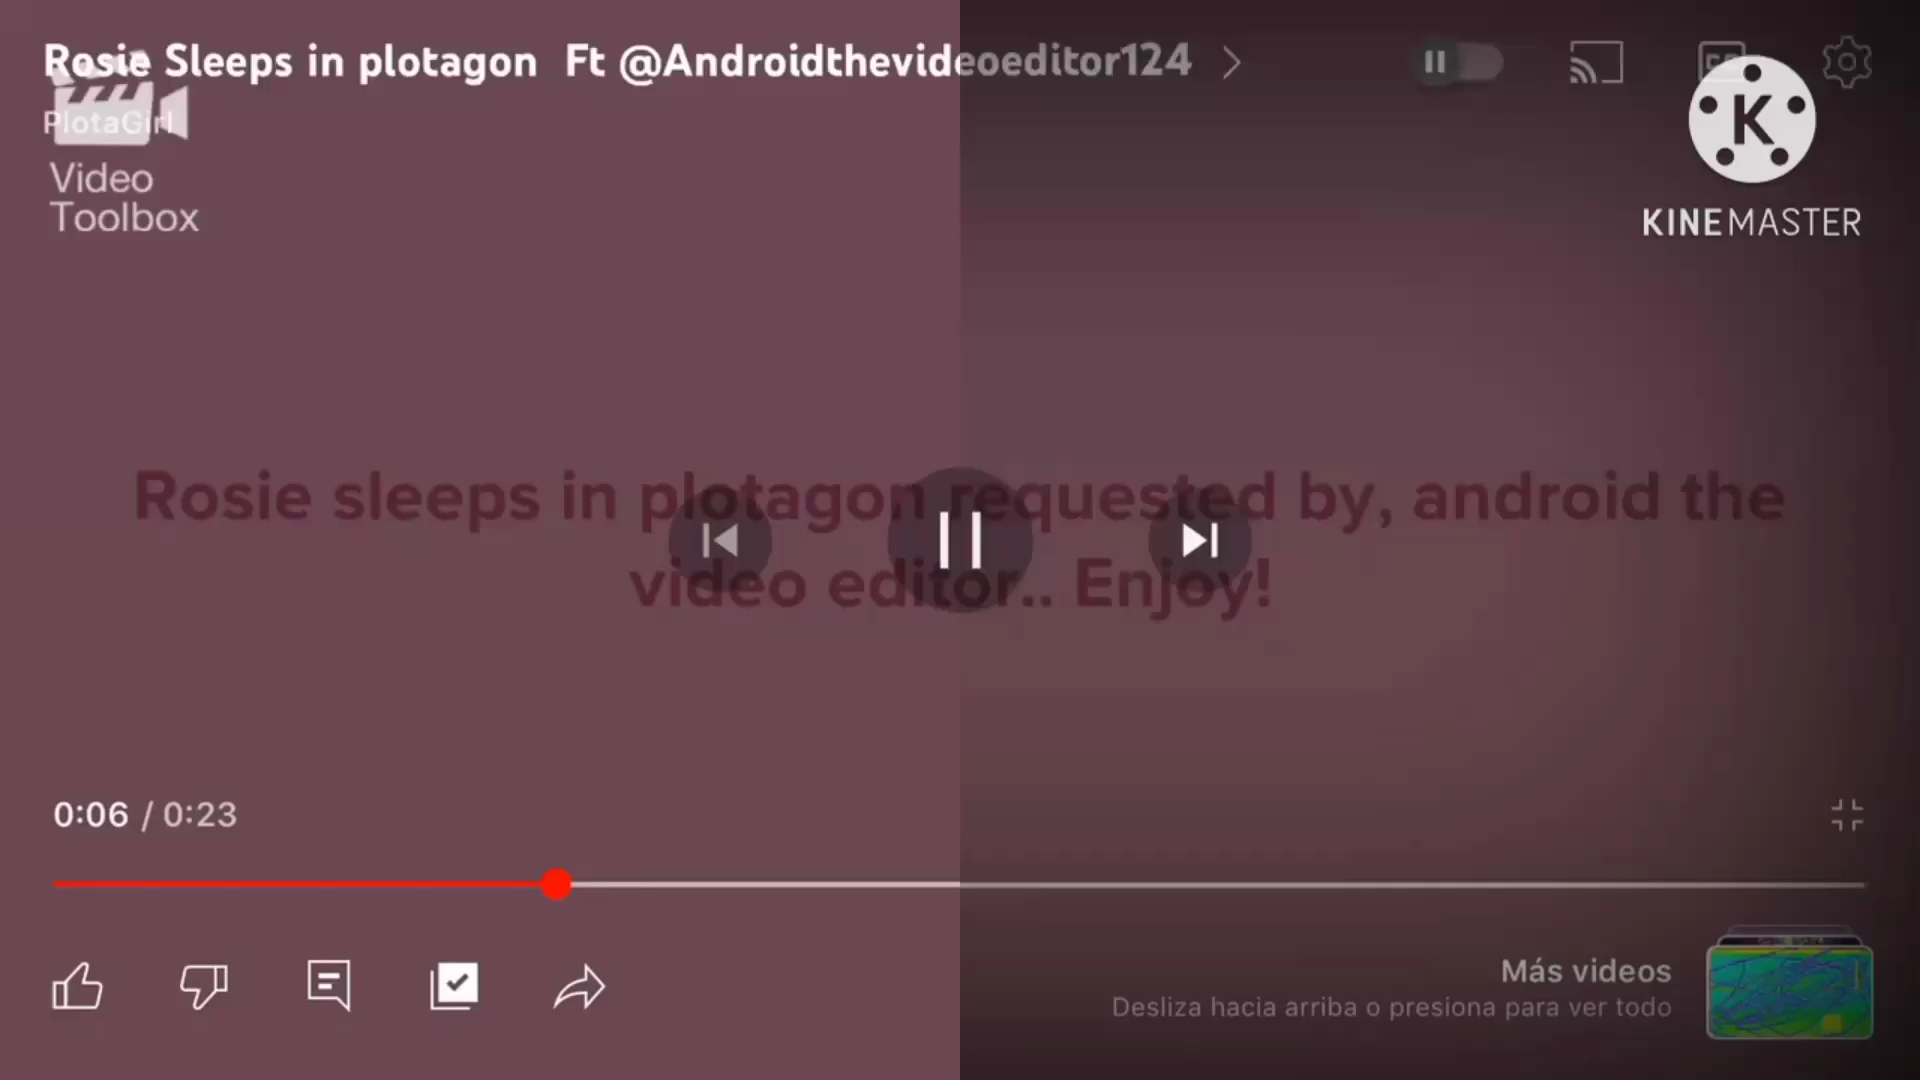 Rosie Sleeps in plotagon Ft @Androidthevideoeditor124
PlotaGirl
Video
Toolbox
K
KINEMASTER
Rosie sleeps in plotagon requested by, android the
video editor.. Enjoy!
0:06 / 0:23
Más videos
Desliza hacia arriba o presiona para ver todo